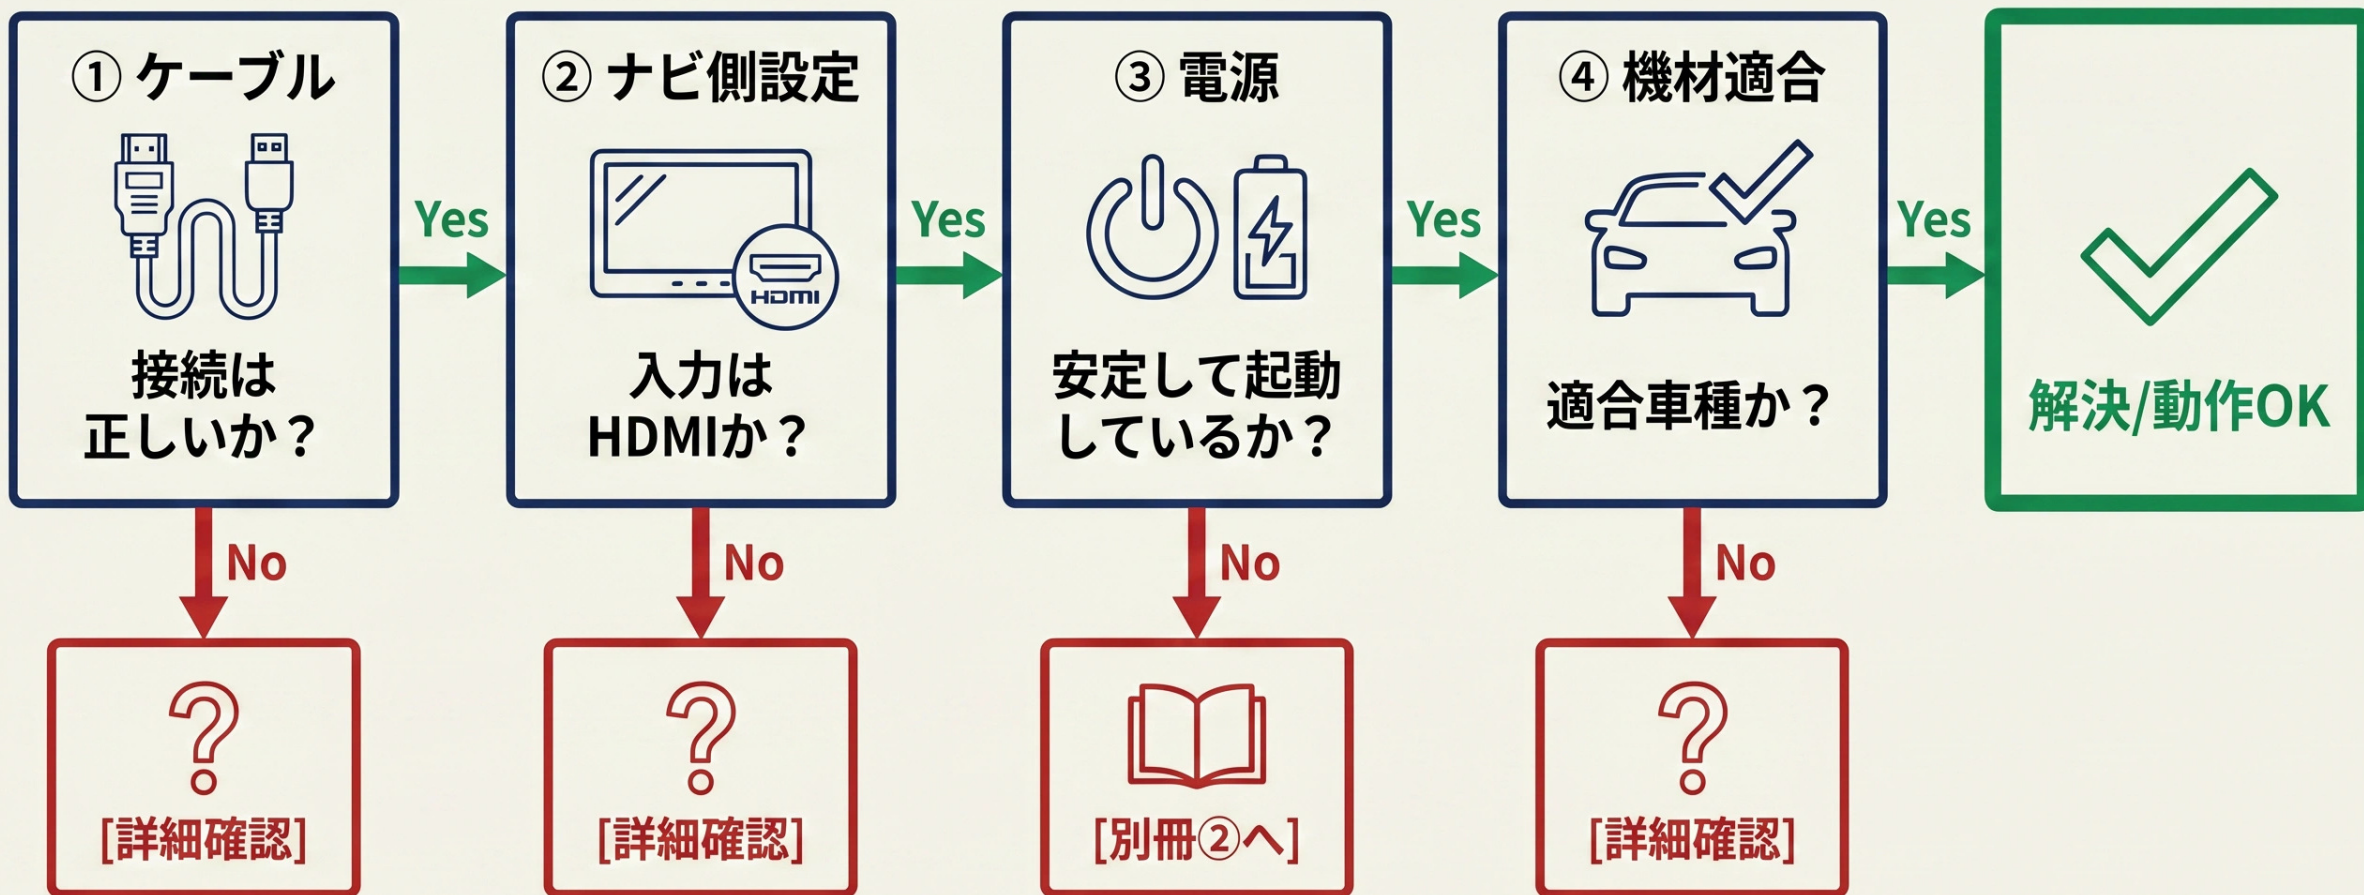 ① ケーブル
接続は
正しいか？
Yes
② ナビ側設定
HDMI
入力は
HDMIか？
Yes
③ 電源
安定して起動
しているか？
Yes
④ 機材適合
適合車種か？
Yes
解決/動作OK
No
No
No
No
[詳細確認]
[詳細確認]
[別冊②へ]
[詳細確認]